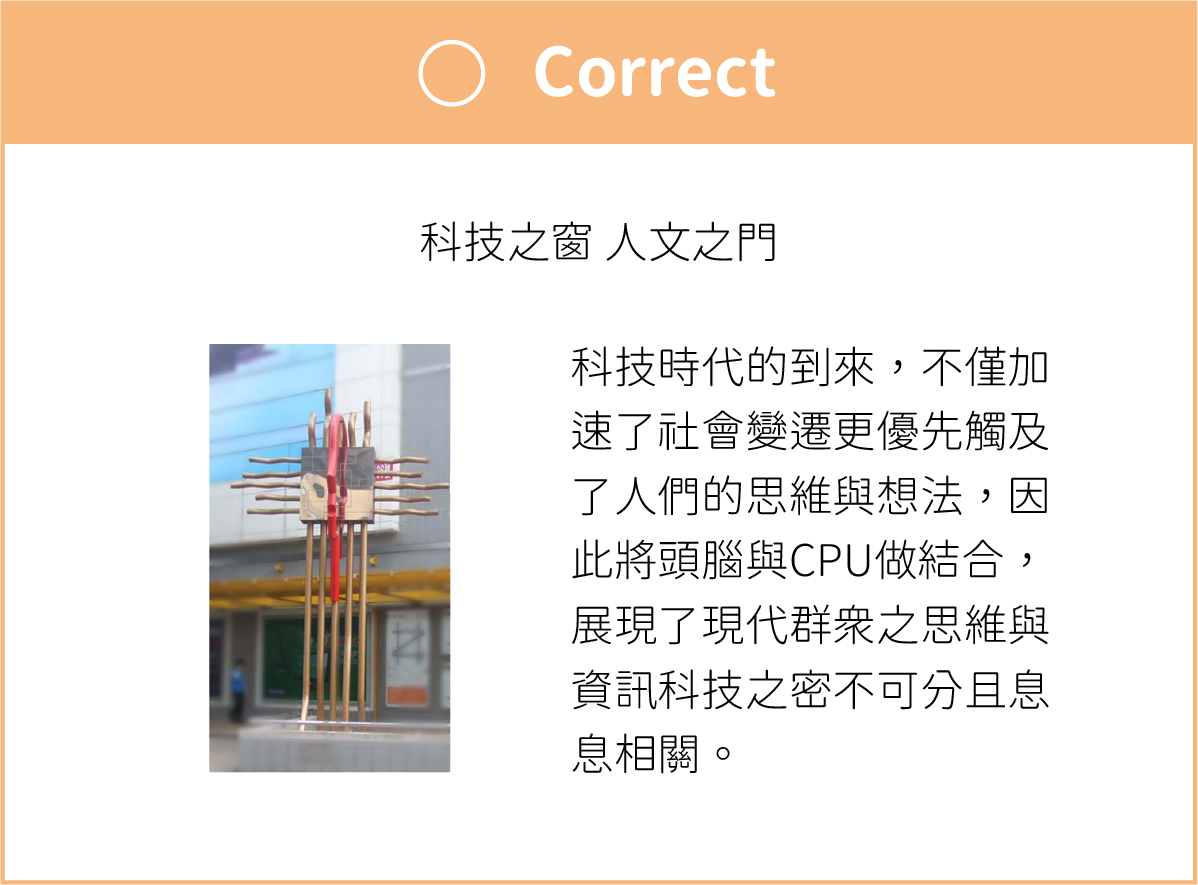 Correct
科技之窗 人文之門
科技時代的到來，不僅加
速了社會變遷更優先觸及
了人們的思維與想法，因
此將頭腦與CPU做結合，
展現了現代群衆之思維與
資訊科技之密不可分且息
息相關。